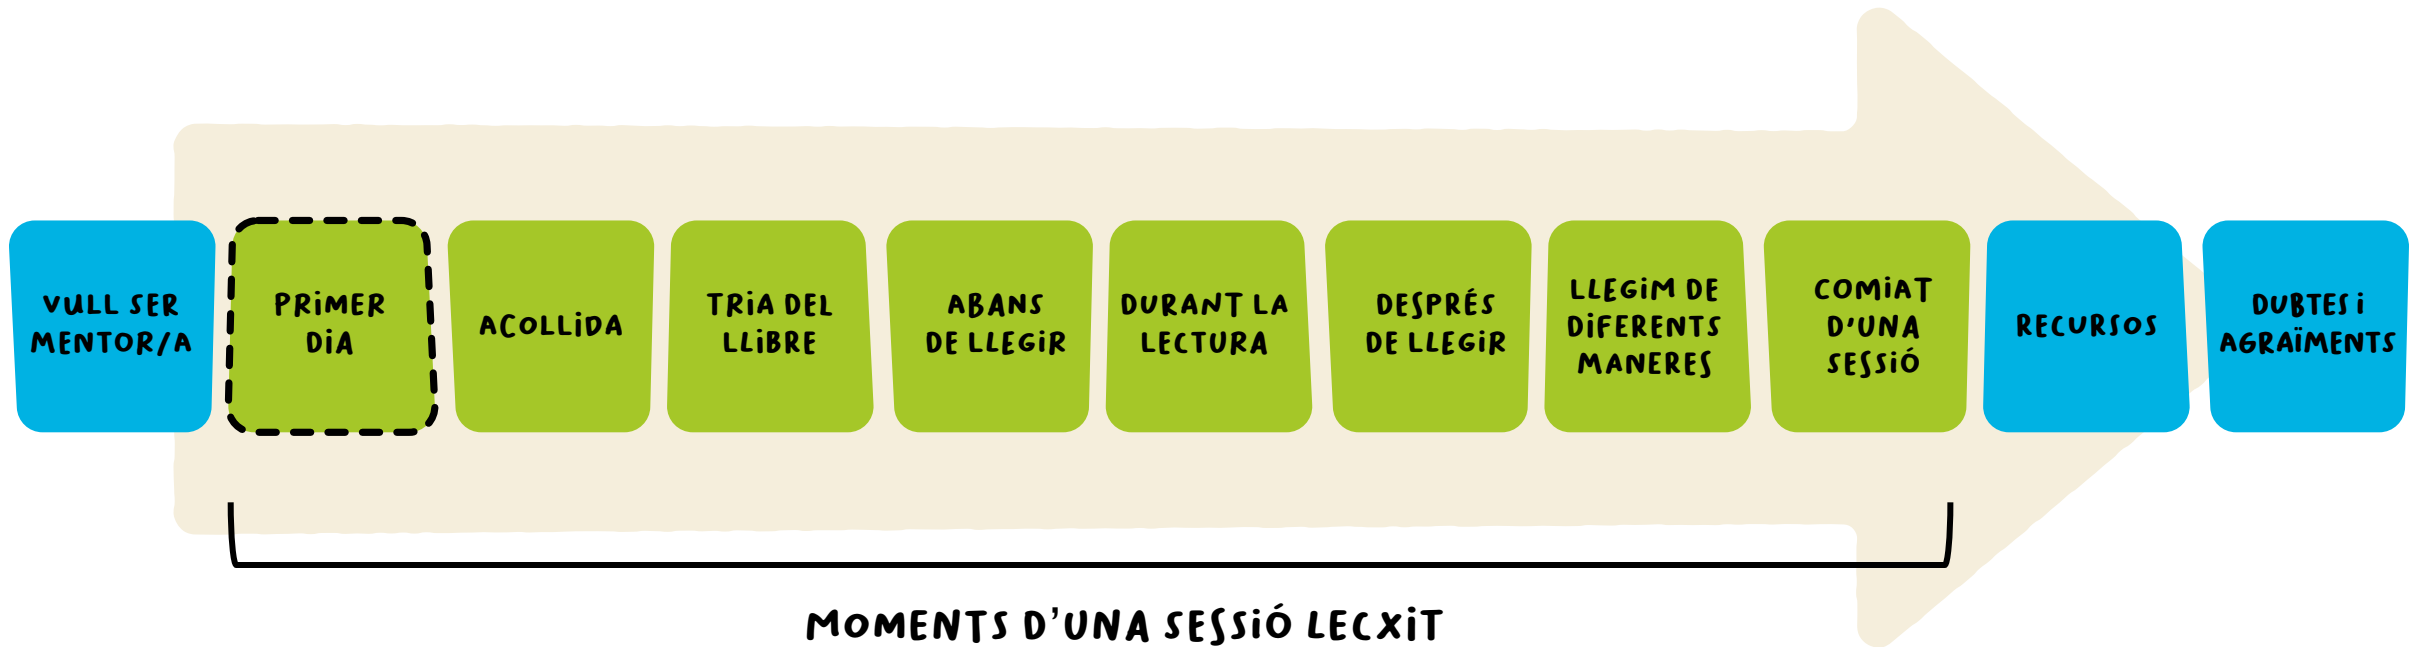 VULL SER
MENTOR/A
PRIMER
DIA
ACOLLIDA
TRIA DEL
LLIBRE
ABANS
DE LLEGIR
DURANT LA
LECTURA
DESPRÉS
DE LLEGIR
LLEGIM DE
DIFERENTS
MANERES
COMIAT
D'UNA
SESSIÓ
RECURSOS
DUBTES I
AGRAÏMENTS
MOMENTS D'UNA SESSIÓ LECXIT